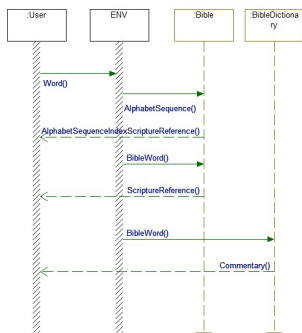 :User
ENV
:Bible
:BibleDictiona
ry
Word()
AlphabetSequence()
AlphabetSequenceIndexScriptureReference()
BibleWord()
ScriptureReference()
BibleWord()
Commentary()